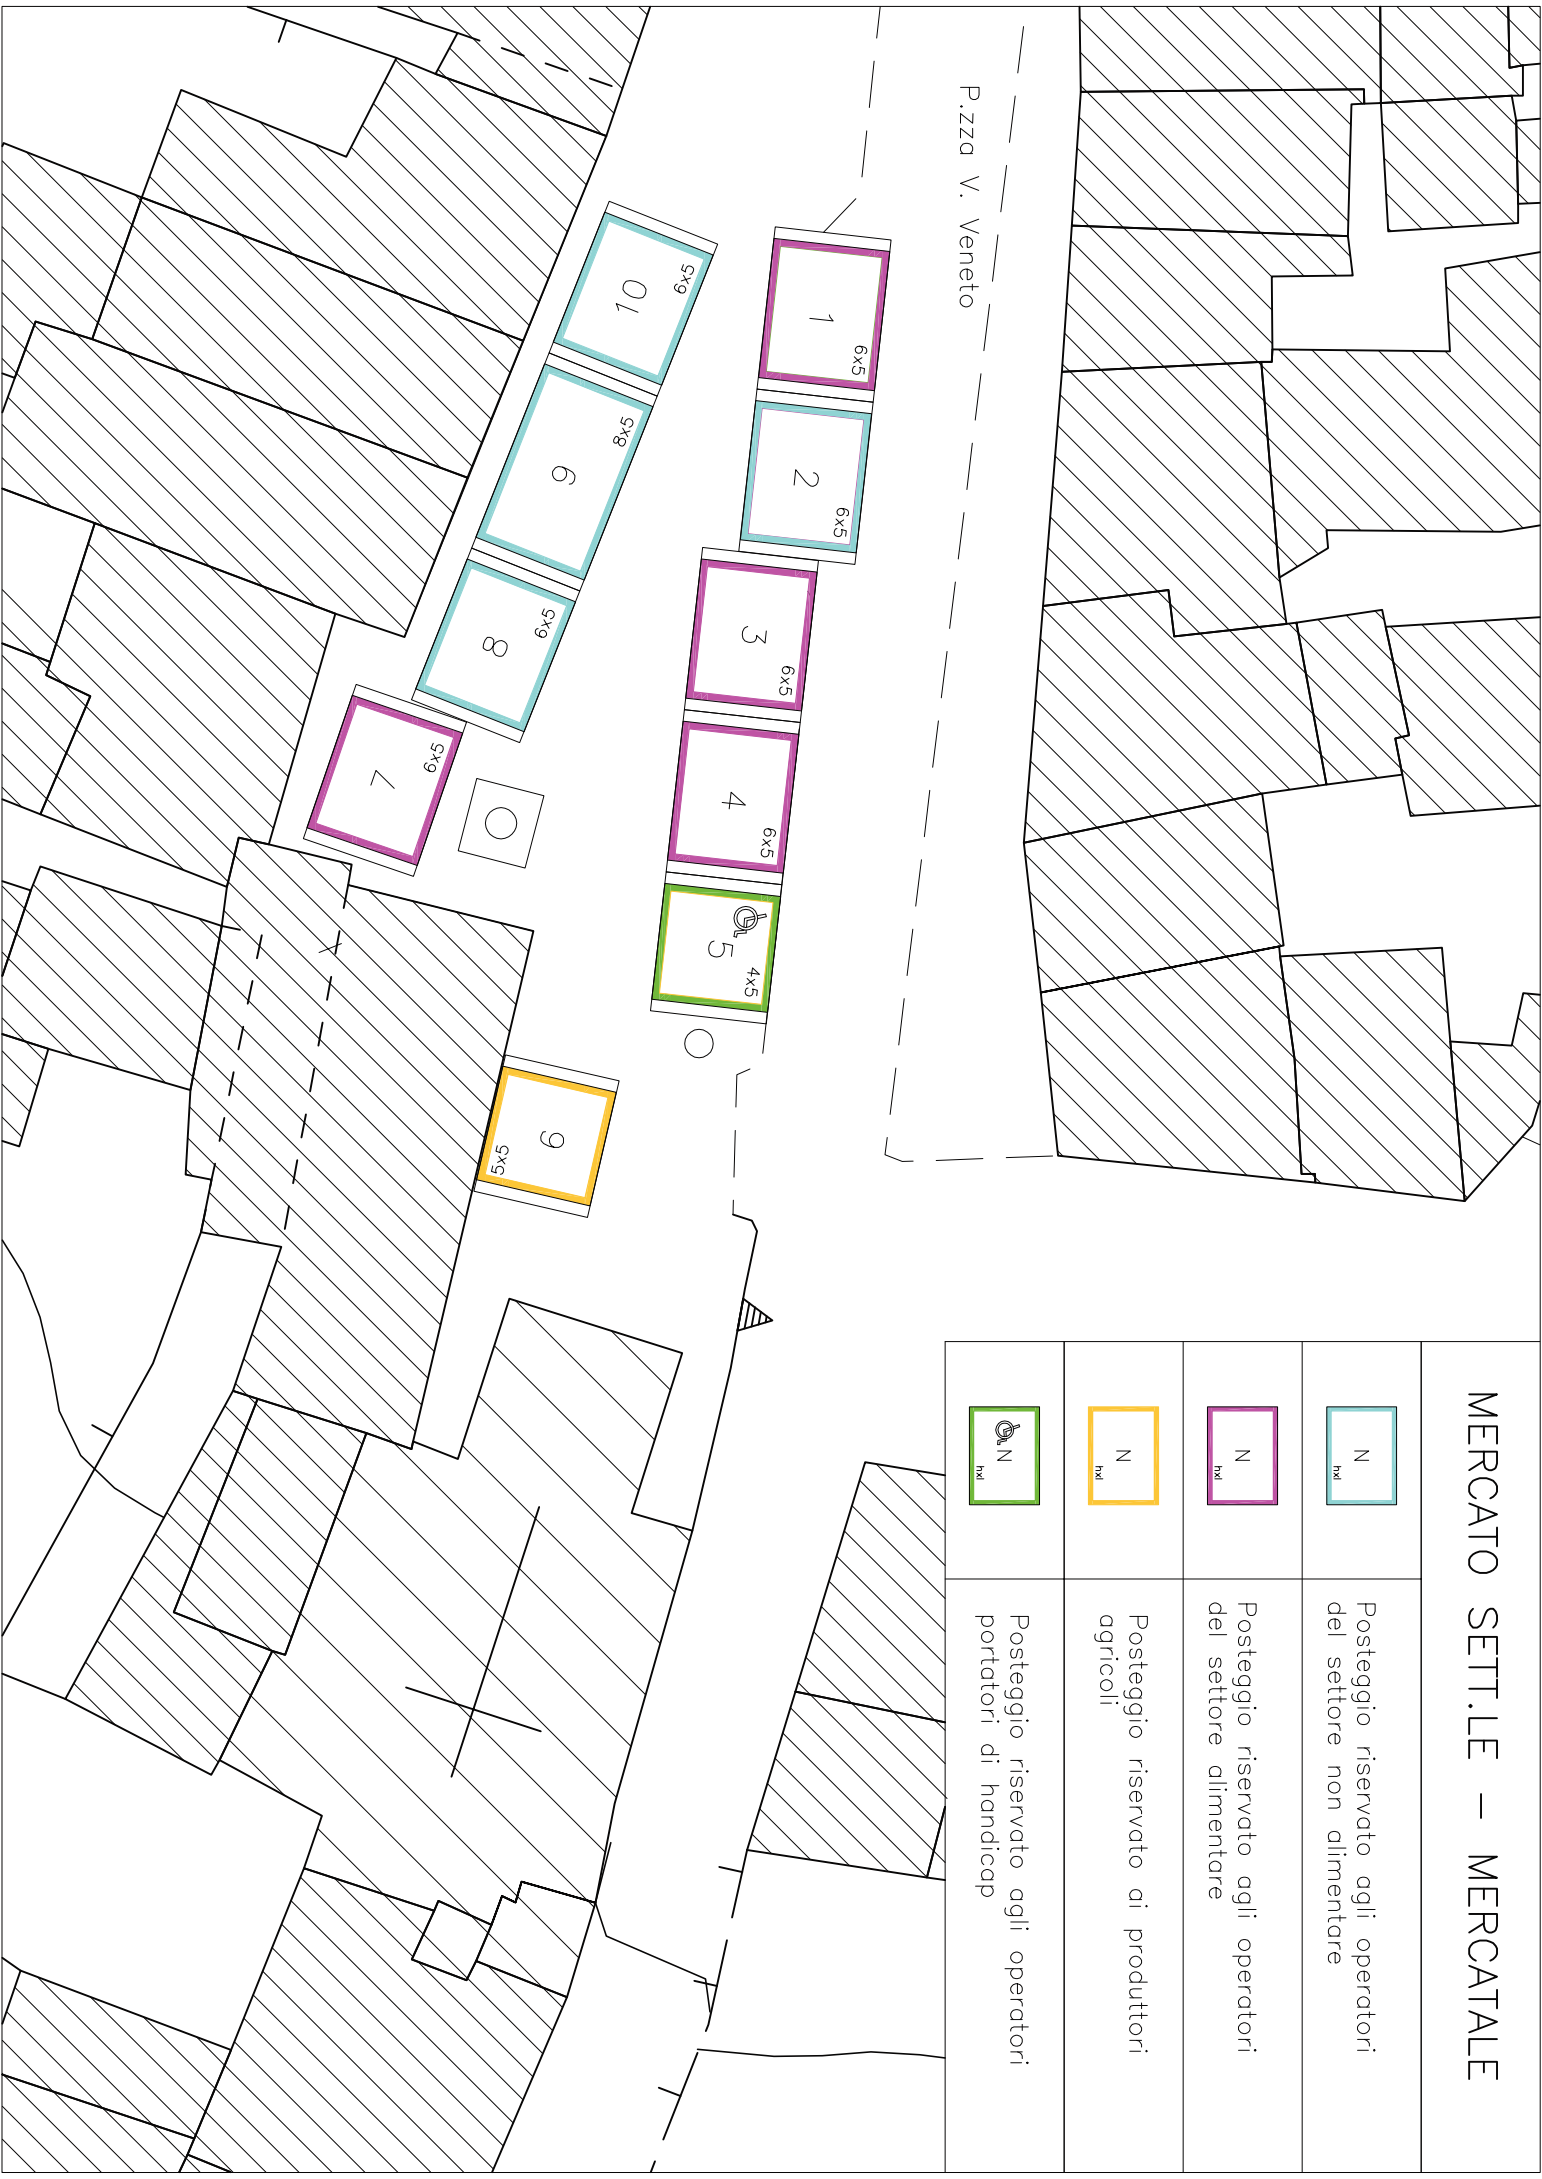 MERCATO SETT.LE – MERCATALE
N
hxl
Posteggio riservato agli operatori
del settore non alimentare
N
hxl
Posteggio riservato agli operatori
del settore alimentare
N
hxl
Posteggio riservato ai produttori
agricoli
N
hxl
Posteggio riservato agli operatori
portatori di handicap
P.zza V. Veneto
1
6x5
2
6x5
3
6x5
4
6x5
5
4x5
6
5x5
7
6x5
8
6x5
9
8x5
10
6x5